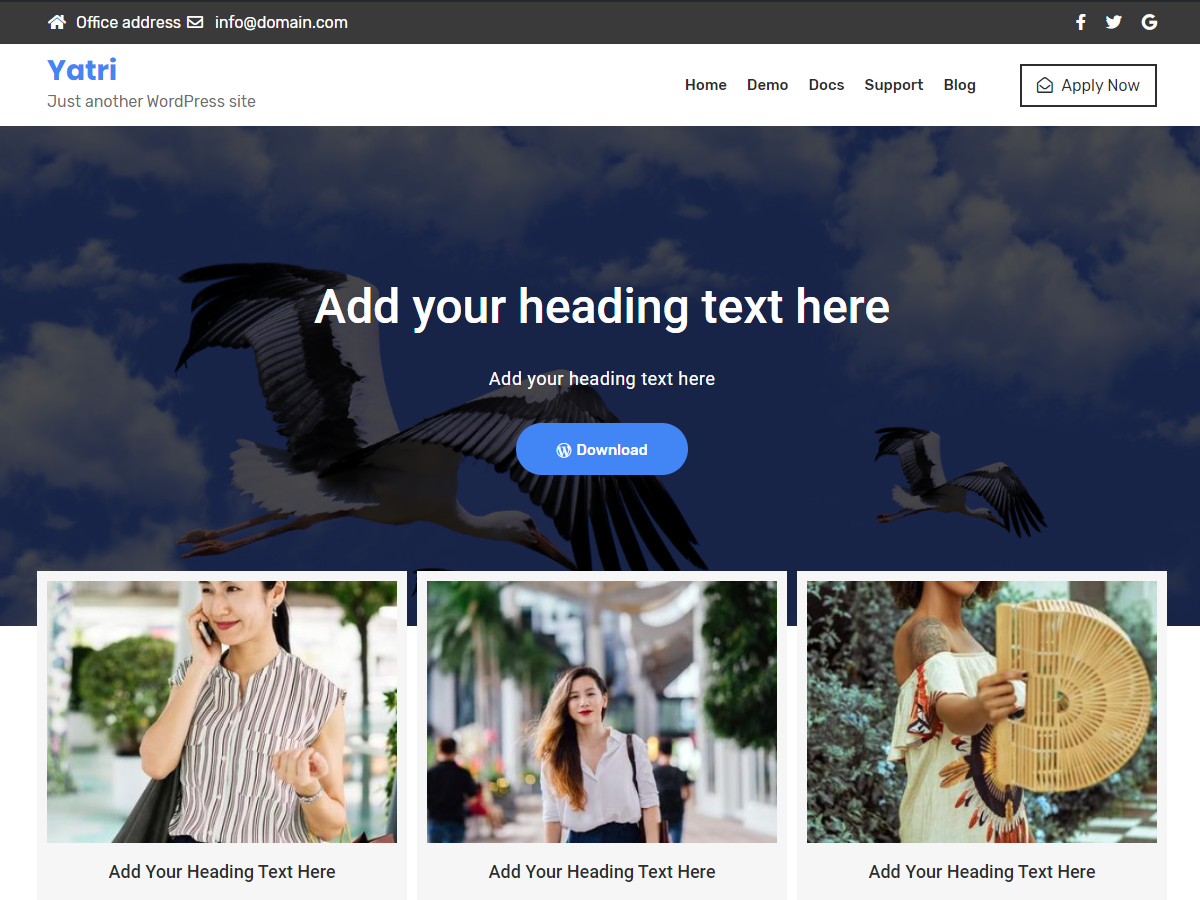 Office address info@domain.com
Yatri
Just another WordPress site
Home Demo Docs Support Blog
Apply Now
Add your heading text here
Add your heading text here
Download
Add Your Heading Text Here
Add Your Heading Text Here
Add Your Heading Text Here